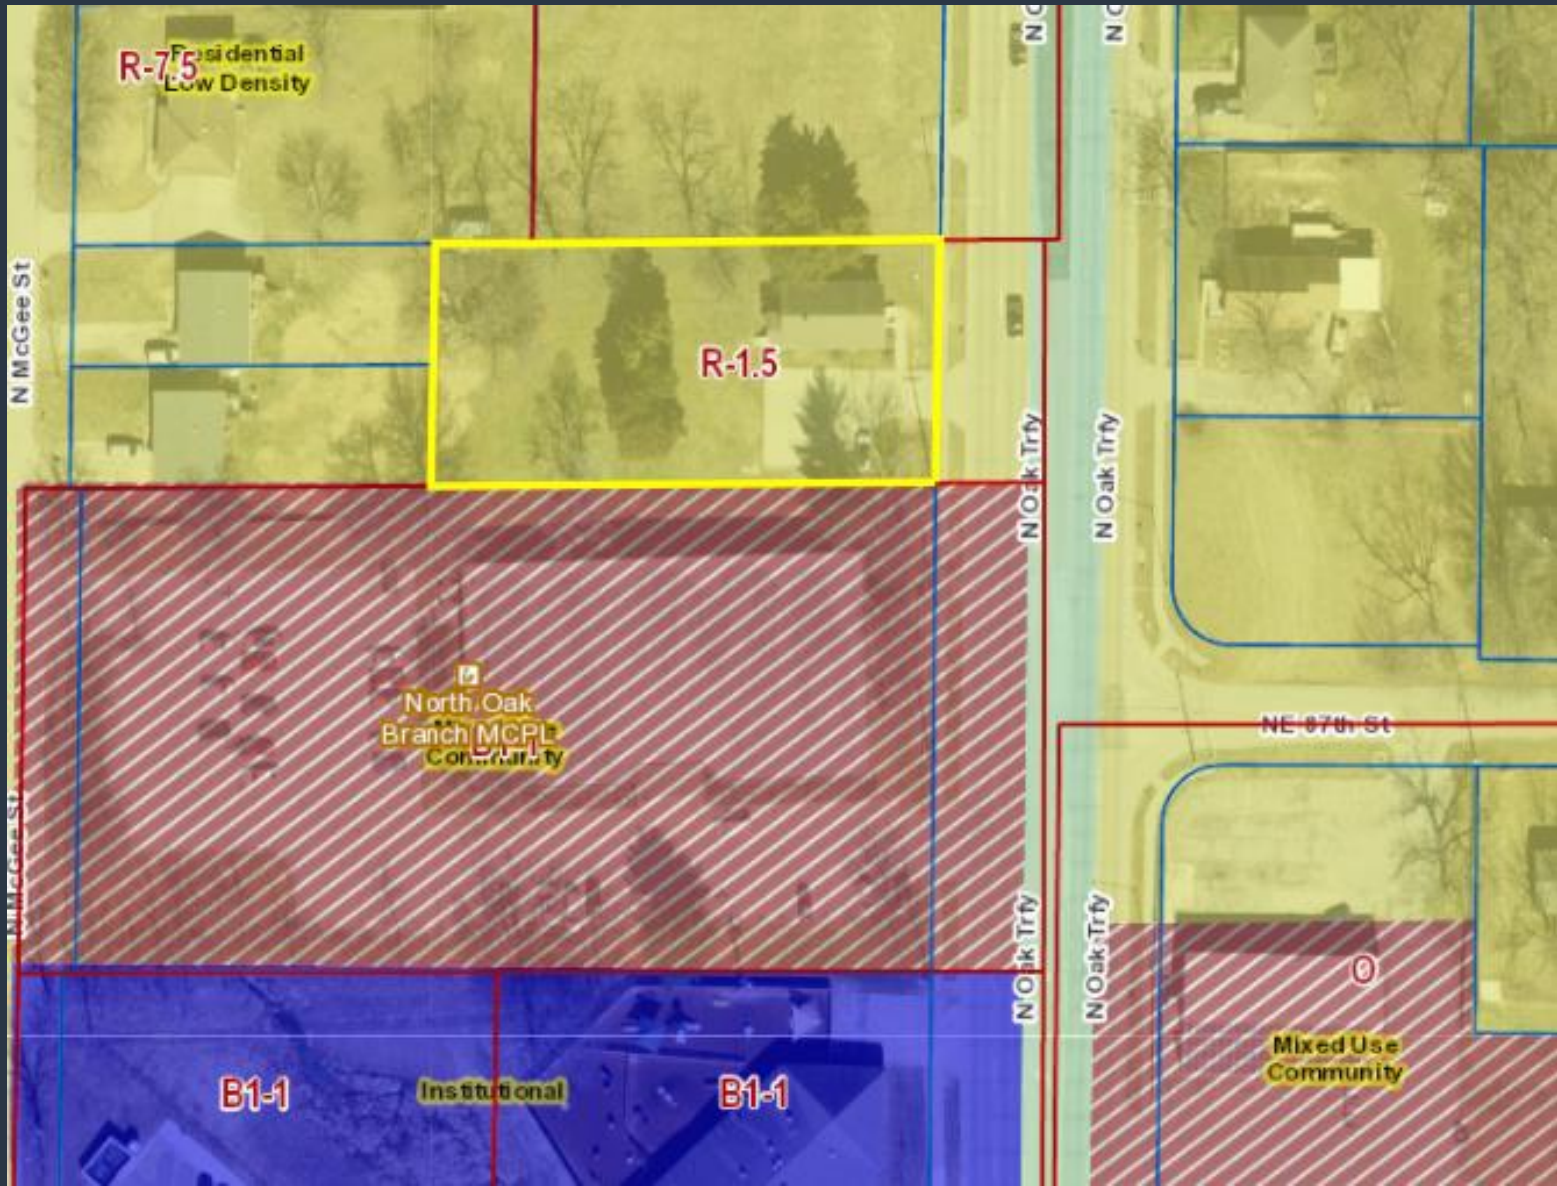 N O
N O
R-7.5
Residential
Low Density
N McGee St
R-1.5
N Oak Trfy
N Oak Trfy
North Oak
Branch MCPL
Community
NE 87th St
N McGee St
N Oak Trfy
N Oak Trfy
O
Mixed Use
Community
B1-1
Institutional
B1-1